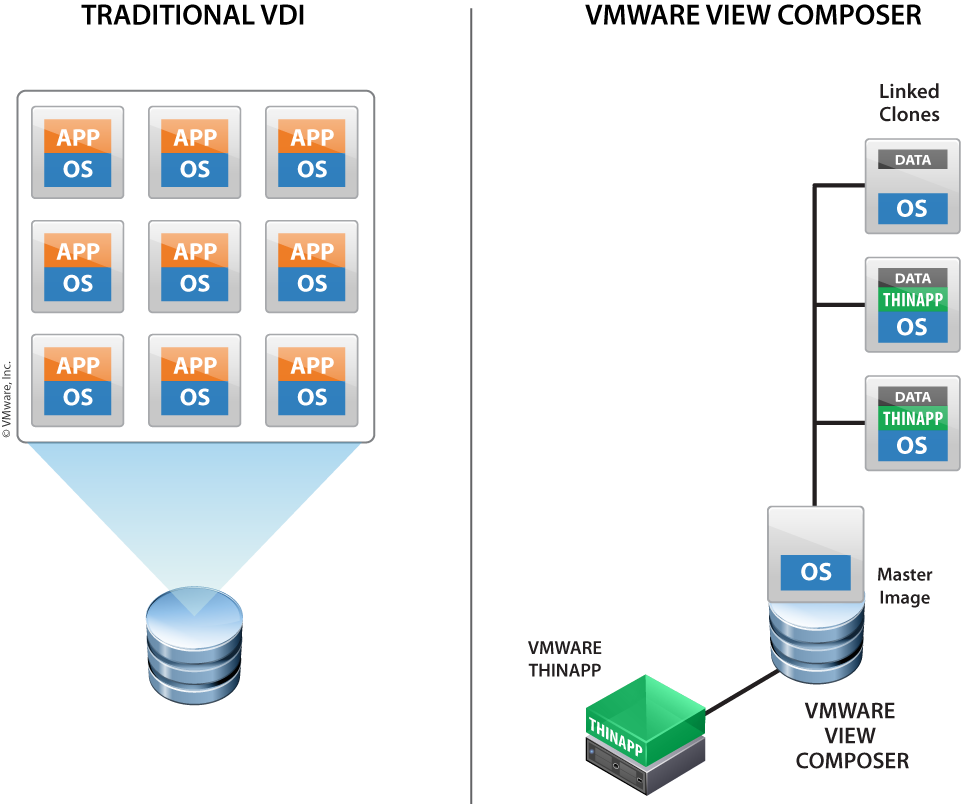 TRADITIONAL VDI
APP APP APP
OS OS OS
APP APP APP
OS OS OS
APP APP APP
OS OS OS
© VMware, Inc.
VMWARE VIEW COMPOSER
Linked
Clones
DATA
OS
DATA
THINAPP
OS
DATA
THINAPP
OS
OS
Master
Image
VMWARE
THINAPP
THINAPP
VMWARE
VIEW
COMPOSER